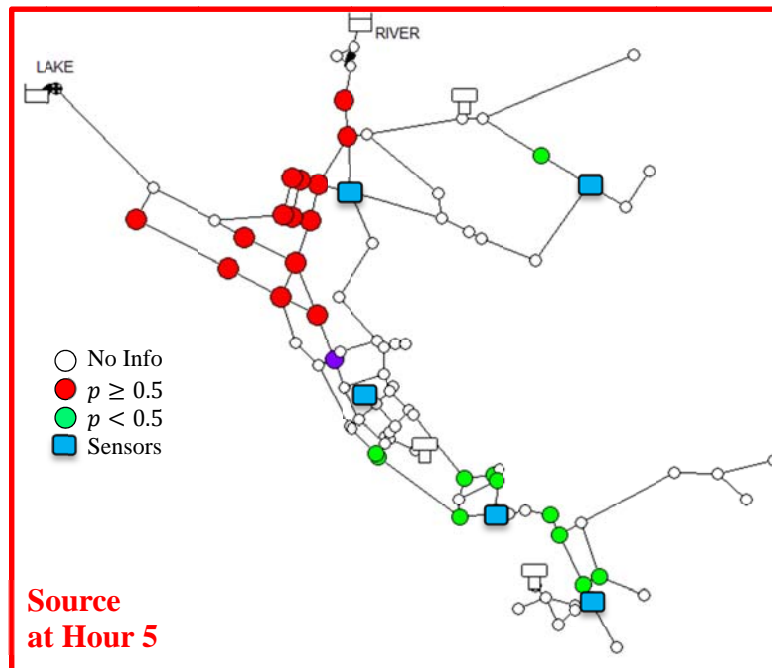 RIVER
LAKE
No Info
p ≥ 0.5
p < 0.5
Sensors
Source
at Hour 5